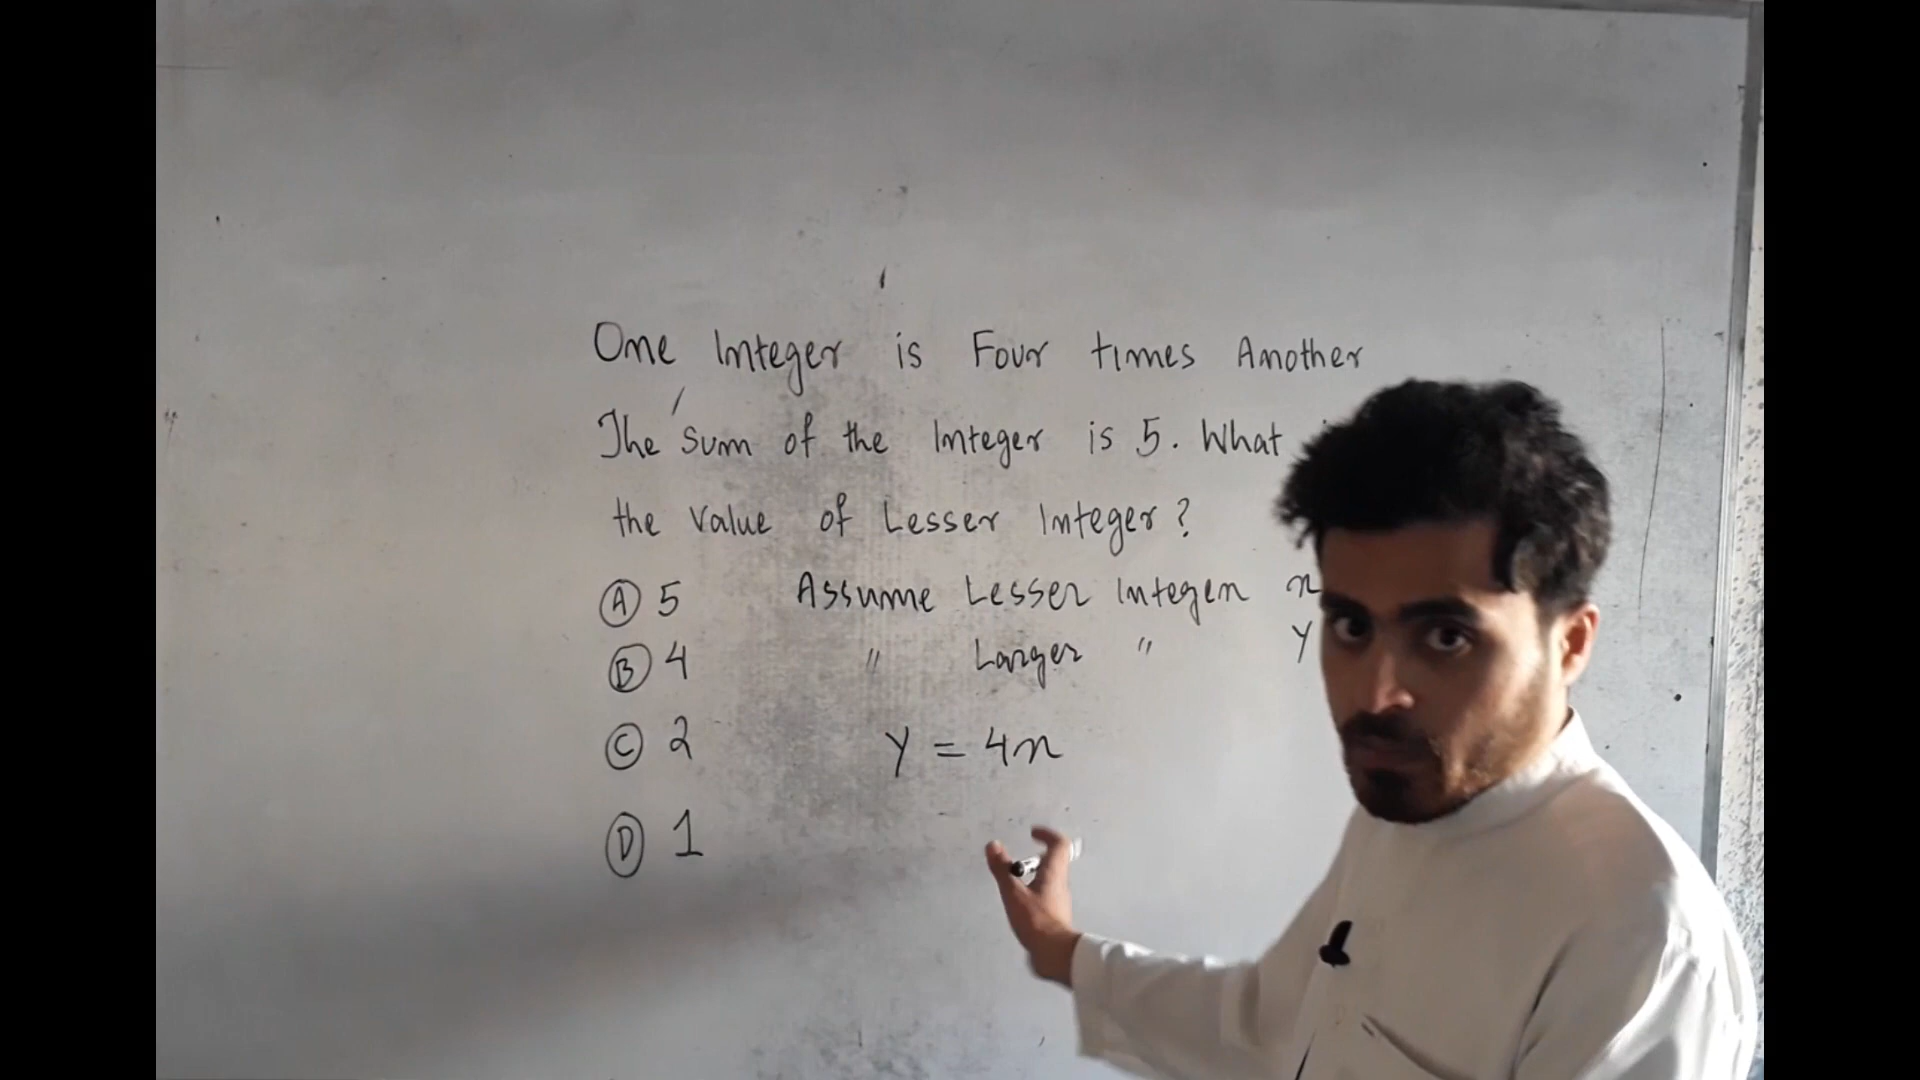 One Integer is Four times Another
The sum of the Integer is 5. What
the value of Lesser Integer?
A 5
B 4
C 2
D 1
Assume Lesser Integer x
" Larger " y
y = 4x